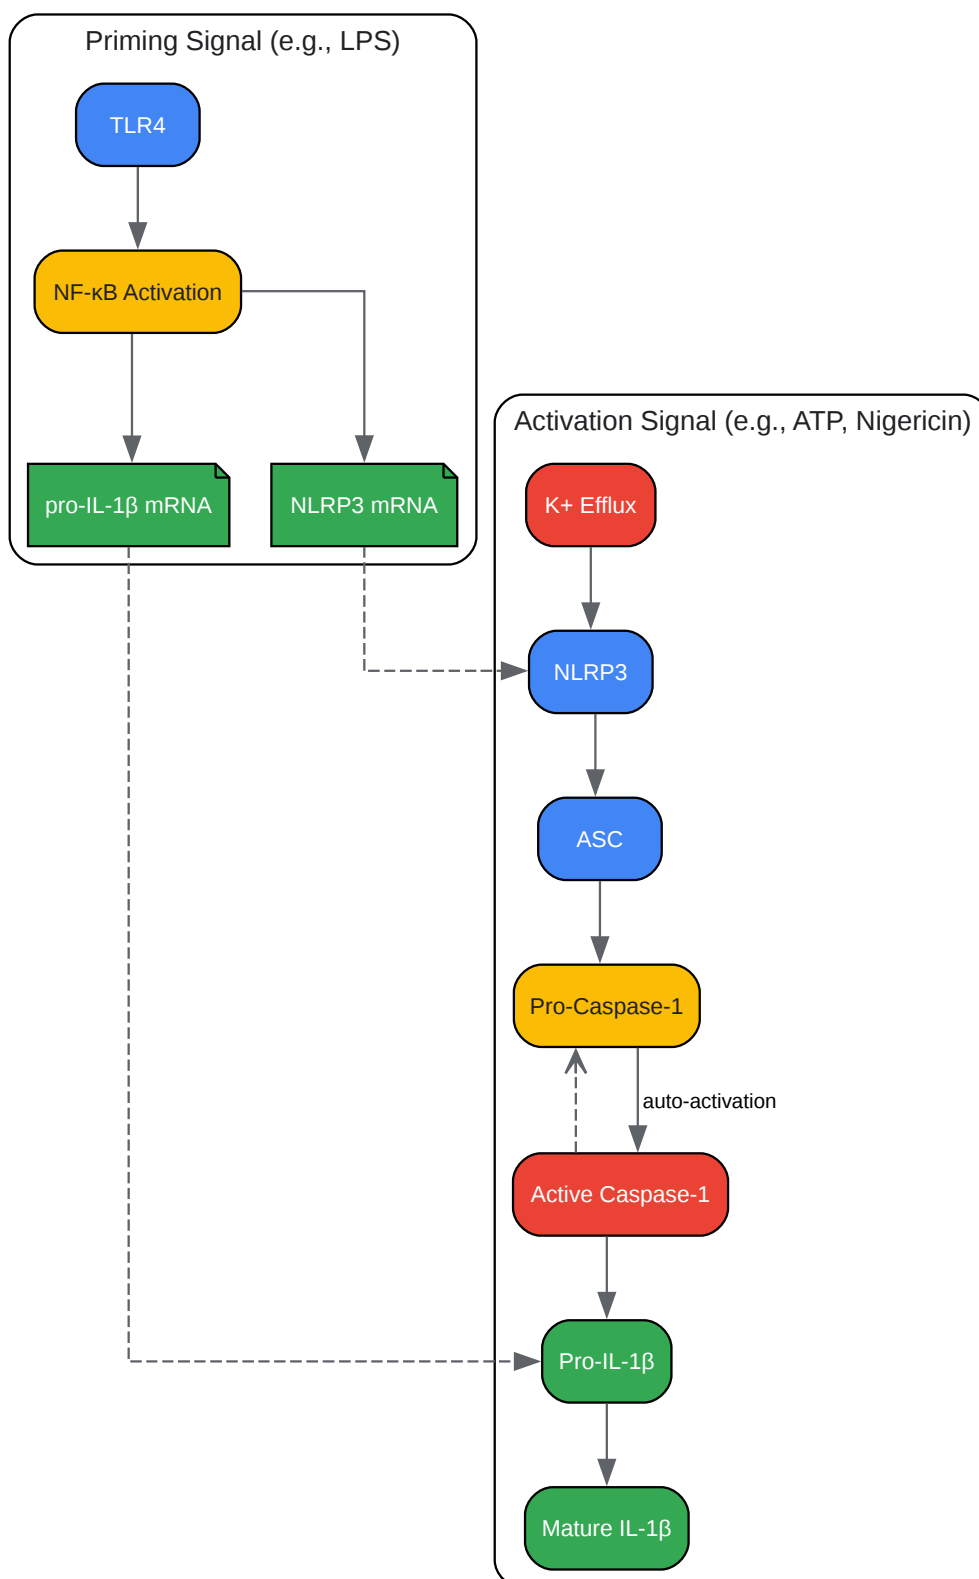 Priming Signal (e.g., LPS)
TLR4
NF-κB Activation
pro-IL-1β mRNA
NLRP3 mRNA
Activation Signal (e.g., ATP, Nigericin)
K+ Efflux
NLRP3
ASC
Pro-Caspase-1
auto-activation
Active Caspase-1
Pro-IL-1β
Mature IL-1β